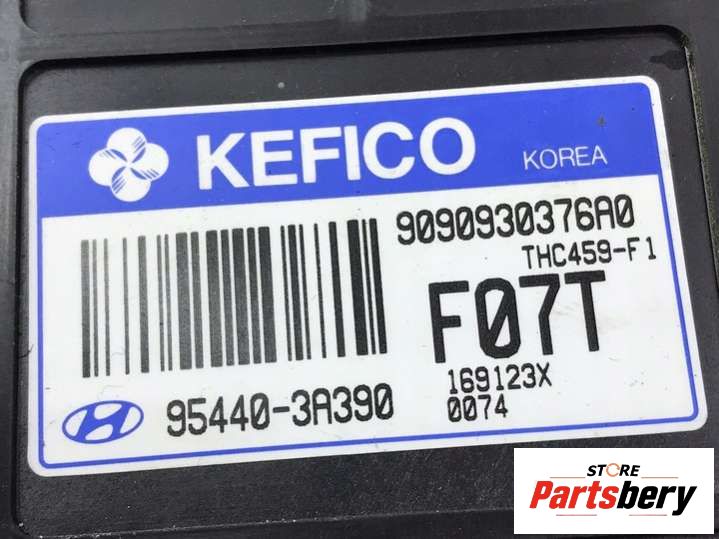 KEFICO KOREA
9090930376A0
THC459-F1
F07T
169123X
95440-3A390 0074
STORE
Partsbery